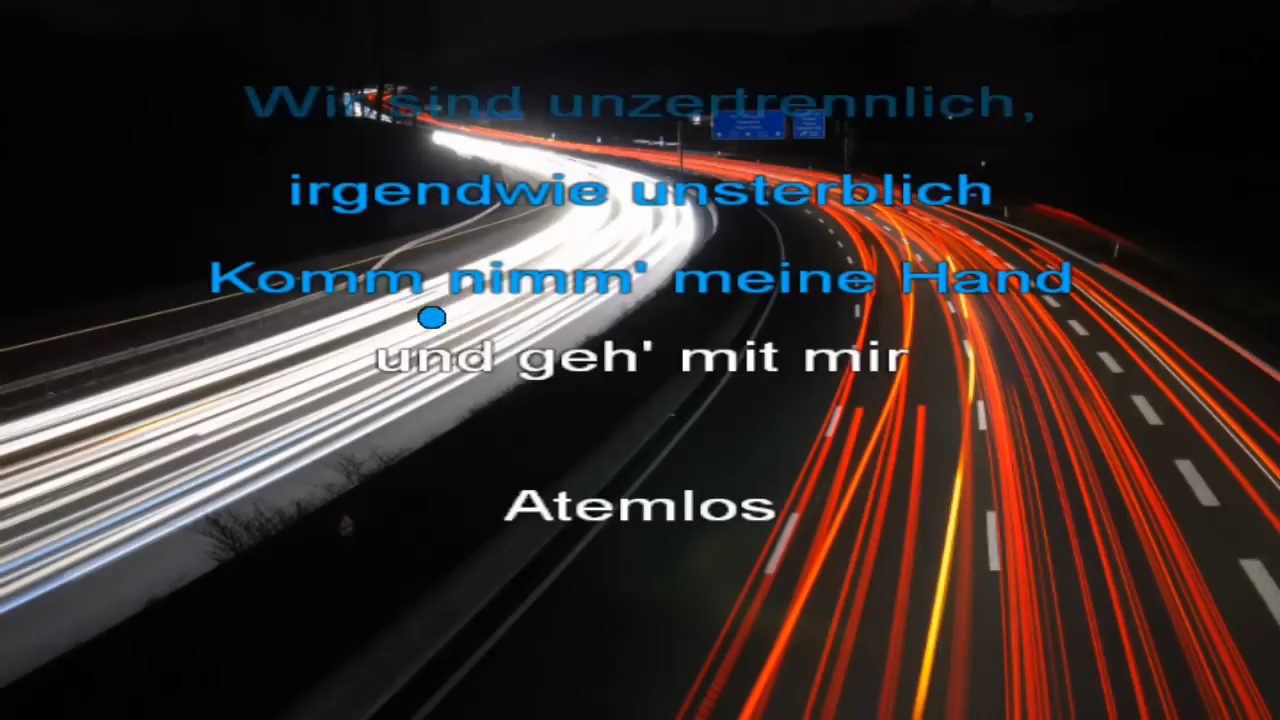 Wir sind unzertrennlich,
irgendwie unsterblich
Komm nimm' meine Hand
und geh' mit mir
Atemlos